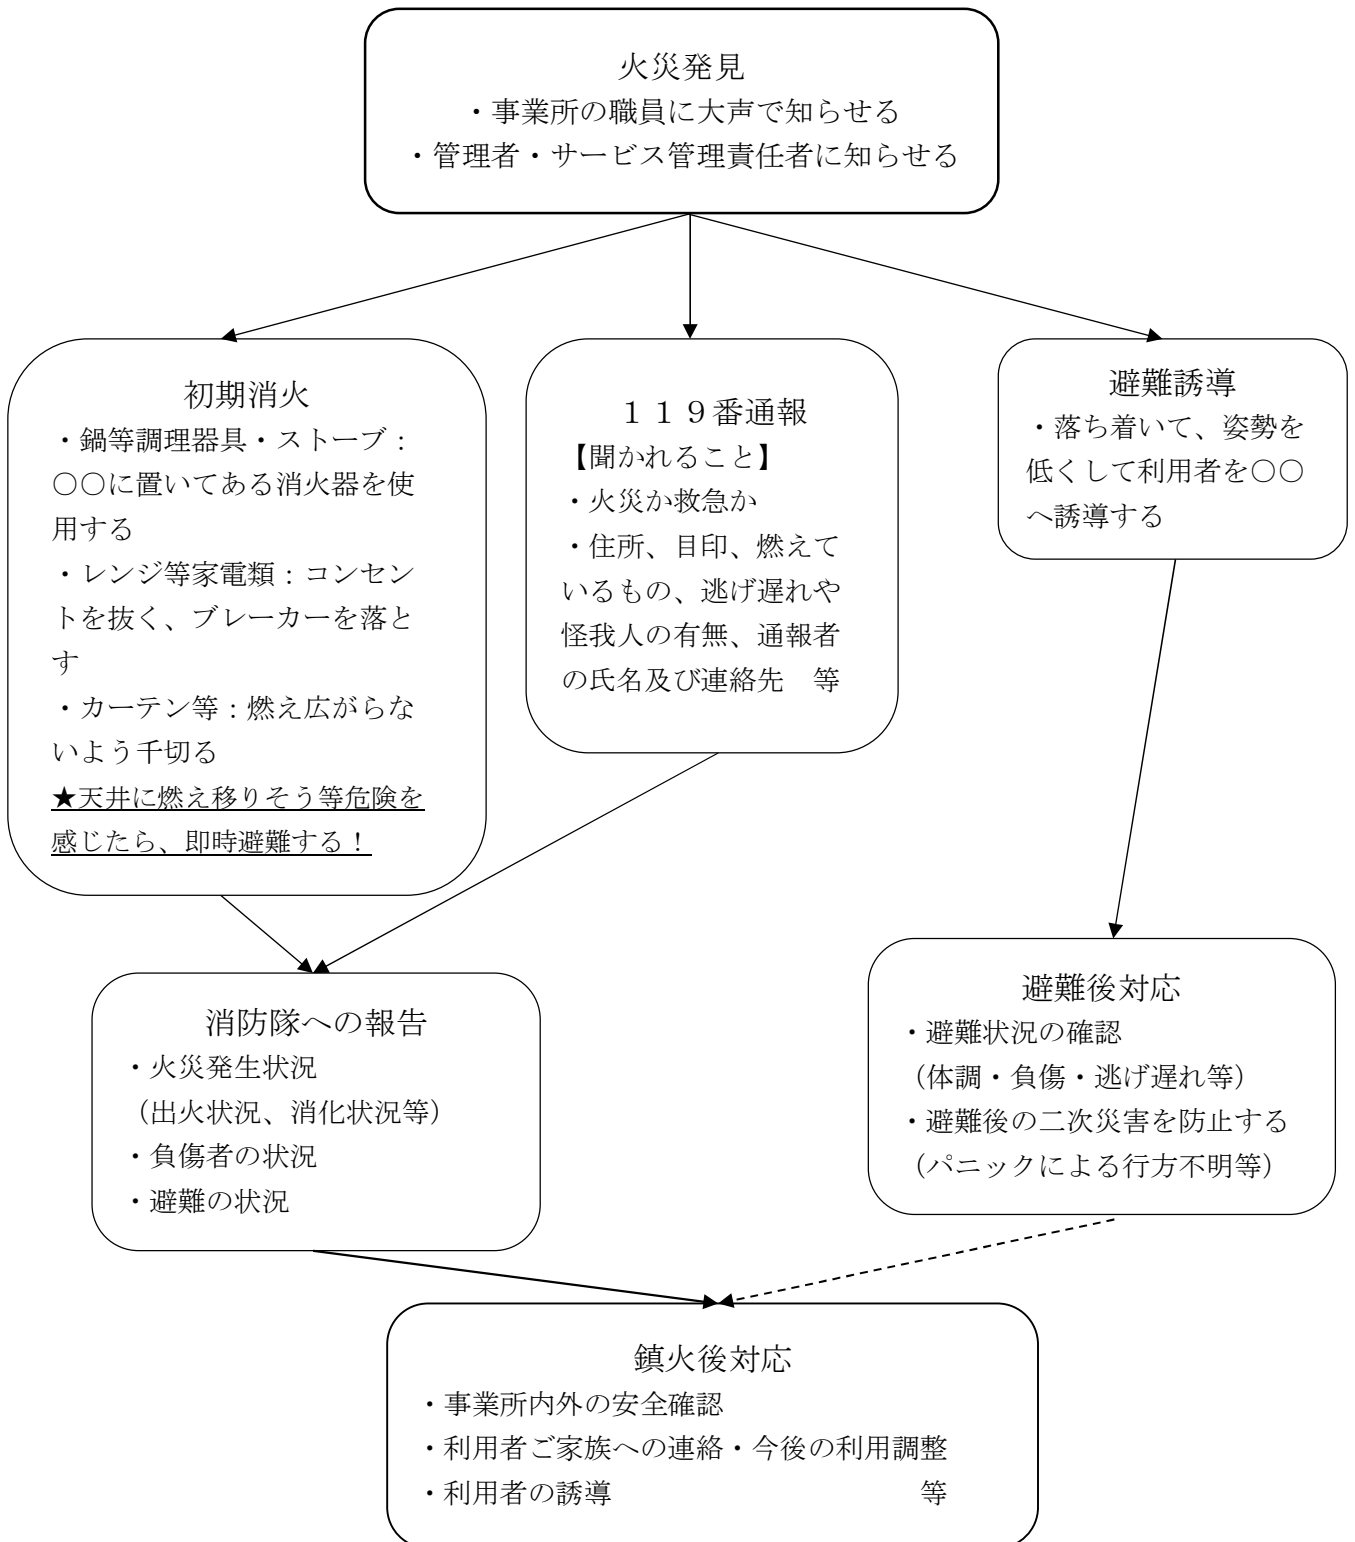 火災発見
・事業所の職員に大声で知らせる
・管理者・サービス管理責任者に知らせる
初期消火
・鍋等調理器具・ストーブ：
○○に置いてある消火器を使
用する
・レンジ等家電類：コンセン
トを抜く、ブレーカーを落と
す
・カーテン等：燃え広がらな
いよう千切る
★天井に燃え移りそう等危険を
感じたら、即時避難する！
１１９番通報
【聞かれること】
・火災か救急か
・住所、目印、燃えて
いるもの、逃げ遅れや
怪我人の有無、通報者
の氏名及び連絡先　等
避難誘導
・落ち着いて、姿勢を
低くして利用者を○○
へ誘導する
消防隊への報告
・火災発生状況
（出火状況、消化状況等）
・負傷者の状況
・避難の状況
避難後対応
・避難状況の確認
（体調・負傷・逃げ遅れ等）
・避難後の二次災害を防止する
（パニックによる行方不明等）
鎮火後対応
・事業所内外の安全確認
・利用者ご家族への連絡・今後の利用調整
・利用者の誘導　　　　　　　　　　　等